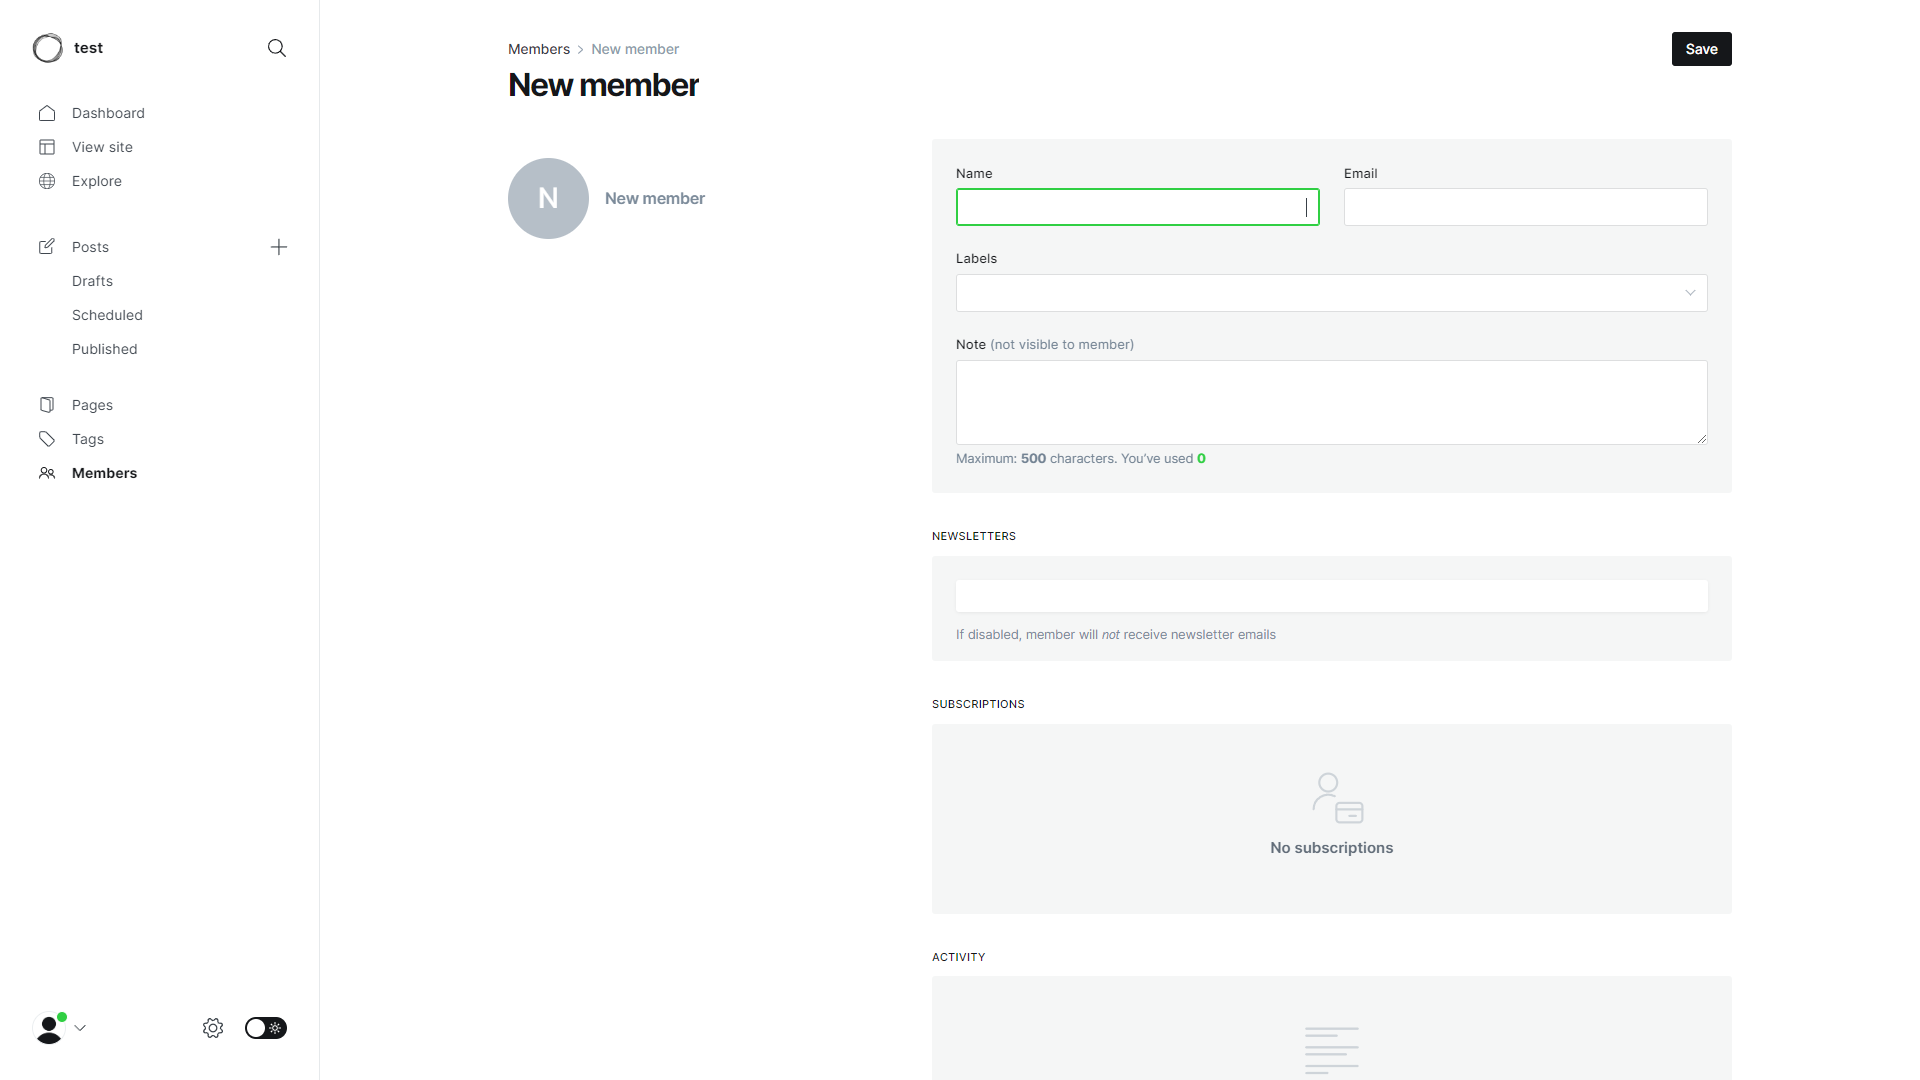 test
Dashboard
View site
Explore
Posts
Drafts
Scheduled
Published
Pages
Tags
Members
Members > New member
New member
Save
N
New member
Name
Email
Labels
Note (not visible to member)
Maximum: 500 characters. You've used 0
NEWSLETTERS
If disabled, member will not receive newsletter emails
SUBSCRIPTIONS
No subscriptions
ACTIVITY